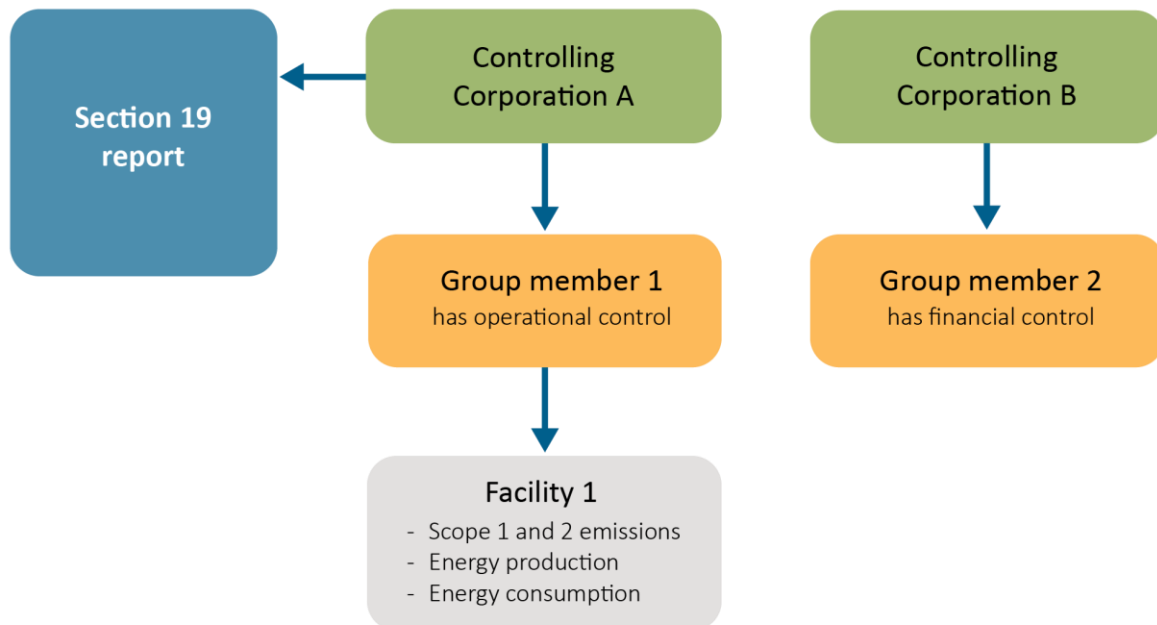 Section 19
report
Controlling
Corporation A
Controlling
Corporation B
Group member 1
has operational control
Group member 2
has financial control
Facility 1
- Scope 1 and 2 emissions
- Energy production
- Energy consumption